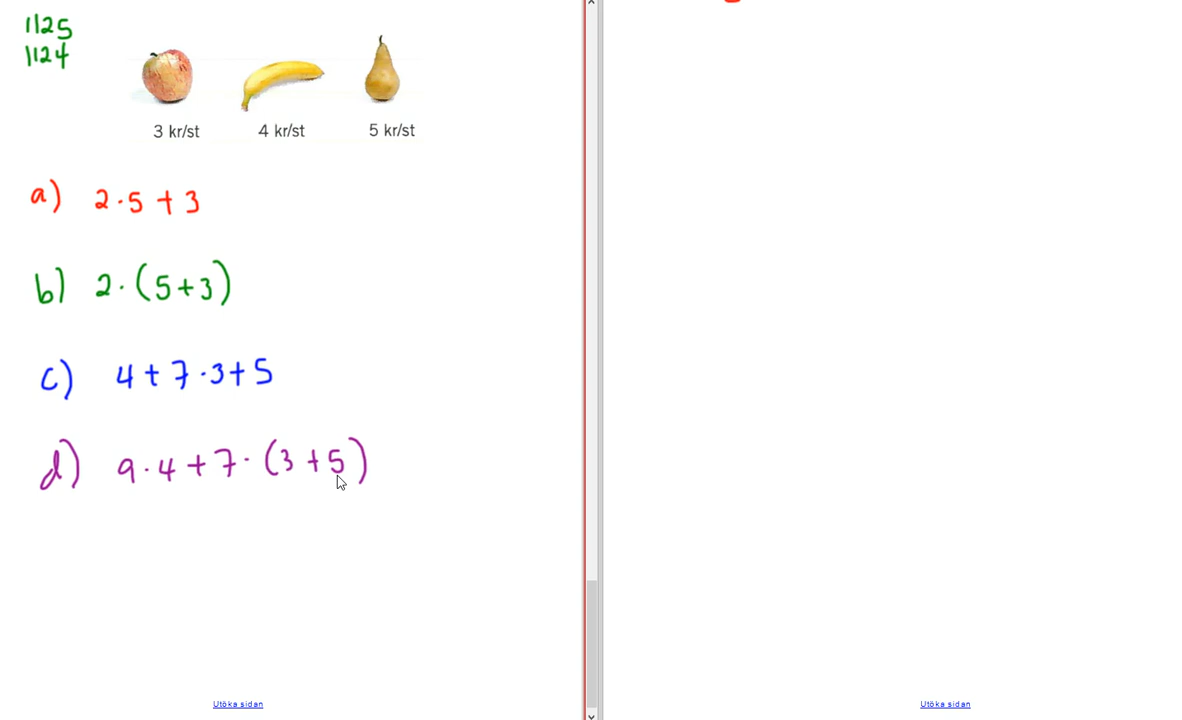 1125
1124
3 kr/st 4 kr/st 5 kr/st
a) 2·5+3
b) 2·(5+3)
c) 4+7·3+5
d) 9·4+7·(3+5)
Utöka sidan Utöka sidan